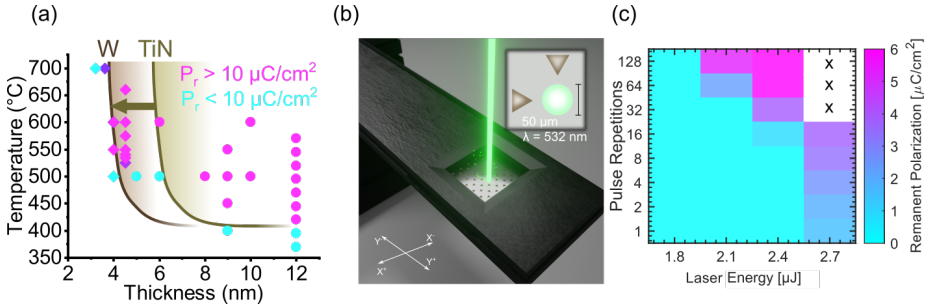 (a)
W TiN
Pr > 10 μC/cm²
Pr < 10 μC/cm²
700
650
600
550
500
450
400
350
2 4 6 8 10 12
Temperature (°C)
Thickness (nm)
(b)
50 μm
λ = 532 nm
Y⁻ X⁻
X⁺ Y⁺
(c)
128
64
32
16
8
4
2
1
Pulse Repetitions
x
x
x
1.8 2.1 2.4 2.7
Laser Energy [μJ]
6
5
4
3
2
1
0
Remanent Polarization [μC/cm²]